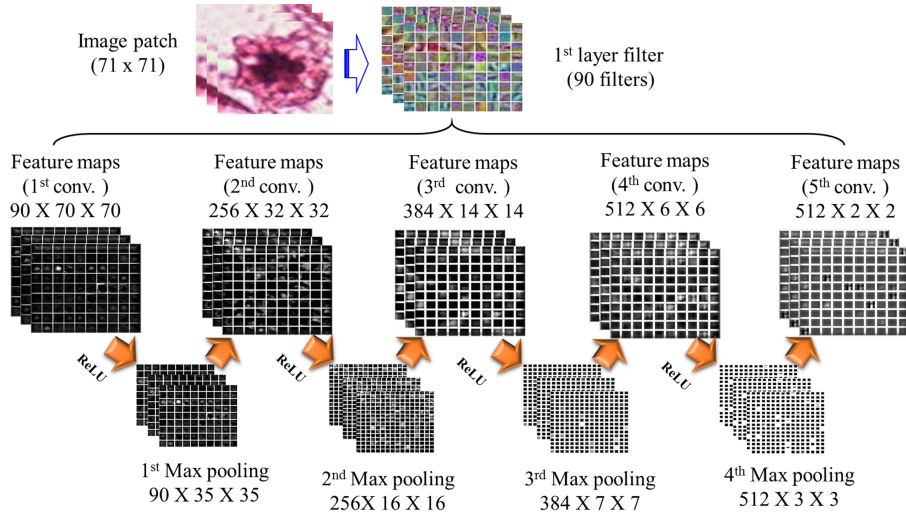 Image patch
(71 x 71)
1st layer filter
(90 filters)
Feature maps
(1st conv. )
90 X 70 X 70
Feature maps
(2nd conv. )
256 X 32 X 32
Feature maps
(3rd conv. )
384 X 14 X 14
Feature maps
(4th conv. )
512 X 6 X 6
Feature maps
(5th conv. )
512 X 2 X 2
ReLU
ReLU
ReLU
ReLU
1st Max pooling
90 X 35 X 35
2nd Max pooling
256X 16 X 16
3rd Max pooling
384 X 7 X 7
4th Max pooling
512 X 3 X 3